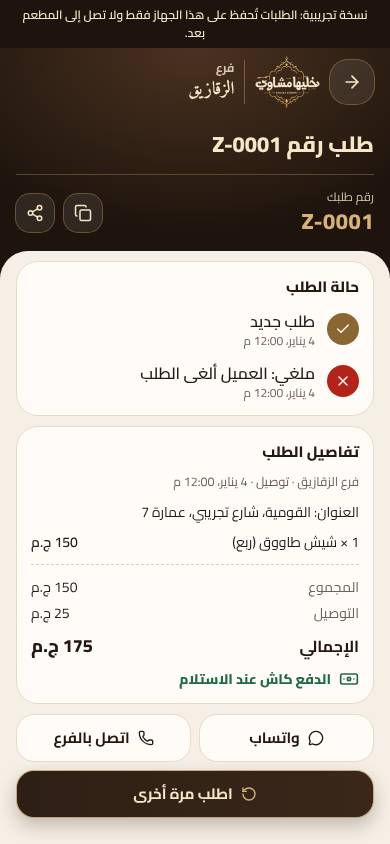 نسخة تجريبية: الطلبات تُحفظ على هذا الجهاز فقط ولا تصل إلى المطعم
بعد.
خليها مشاوي
فرع
الزقازيق
طلب رقم Z-0001
رقم طلبك
Z-0001
حالة الطلب
طلب جديد
4 يناير، 12:00 م
ملغي: العميل ألغى الطلب
4 يناير، 12:00 م
تفاصيل الطلب
فرع الزقازيق · توصيل · 4 يناير، 12:00 م
العنوان: القومية، شارع تجريبي، عمارة 7
1 × شيش طاووق (ربع) 150 ج.م
المجموع 150 ج.م
التوصيل 25 ج.م
الإجمالي 175 ج.م
الدفع كاش عند الاستلام
واتساب
اتصل بالفرع
اطلب مرة أخرى